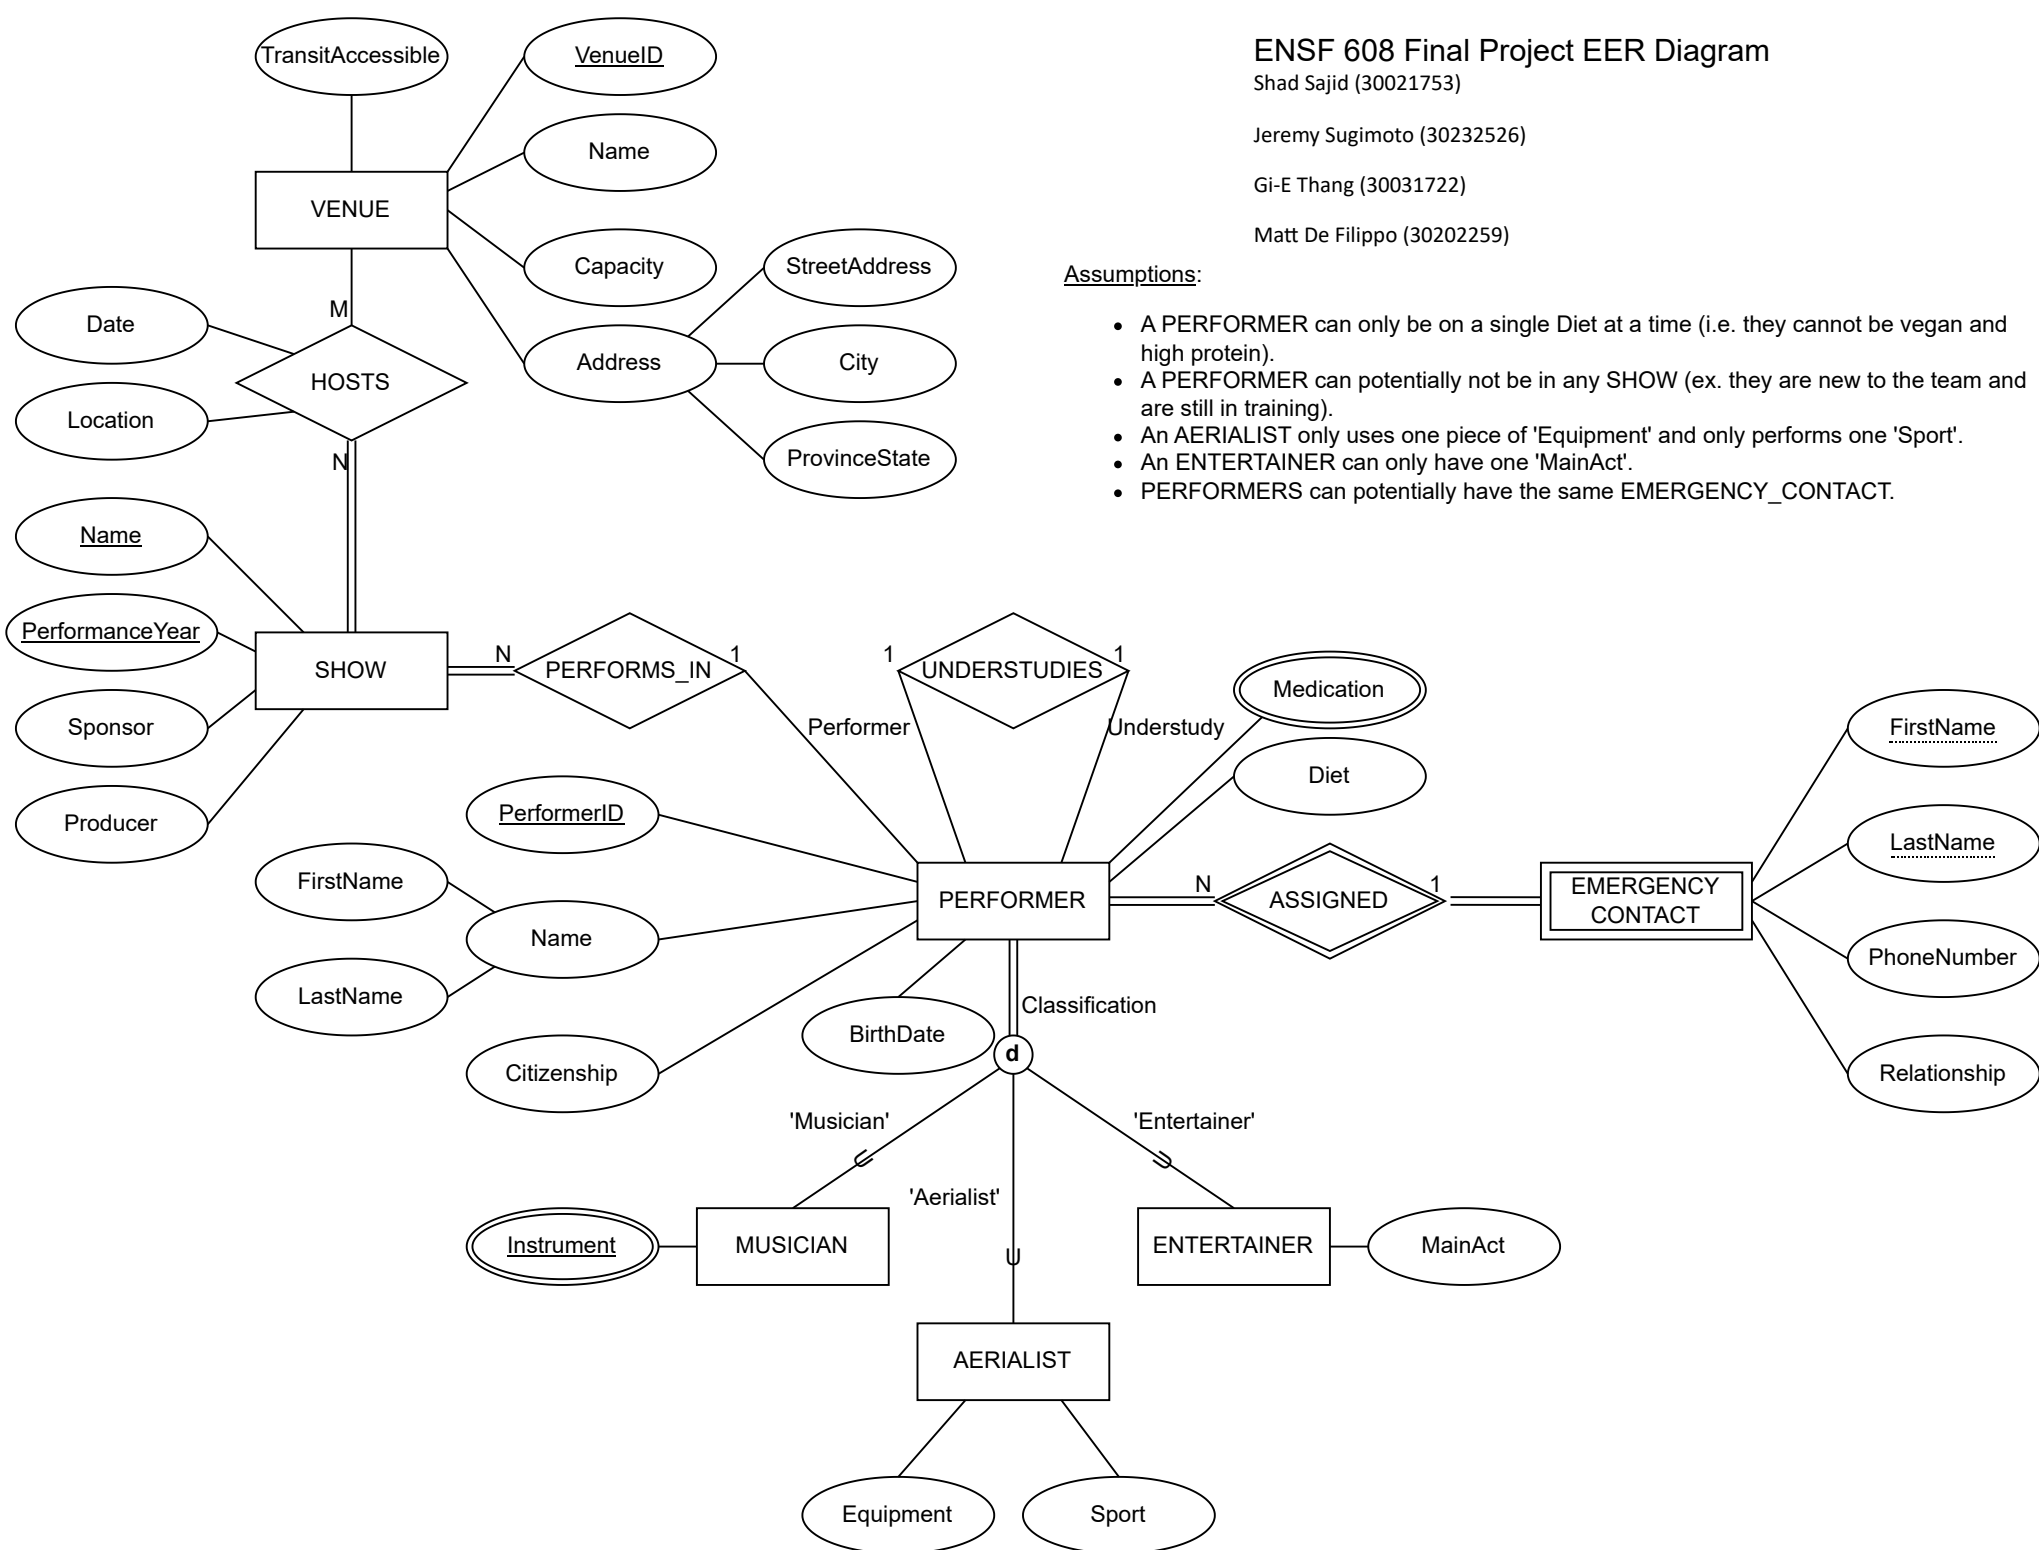 ENSF 608 Final Project EER Diagram
Shad Sajid (30021753)
Jeremy Sugimoto (30232526)
Gi-E Thang (30031722)
Matt De Filippo (30202259)
Assumptions:
• A PERFORMER can only be on a single Diet at a time (i.e. they cannot be vegan and
high protein).
• A PERFORMER can potentially not be in any SHOW (ex. they are new to the team and
are still in training).
• An AERIALIST only uses one piece of 'Equipment' and only performs one 'Sport'.
• An ENTERTAINER can only have one 'MainAct'.
• PERFORMERS can potentially have the same EMERGENCY_CONTACT.
TransitAccessible
VenueID
Name
VENUE
Capacity
StreetAddress
Address
City
ProvinceState
M
Date
HOSTS
Location
N
Name
PerformanceYear
SHOW
Sponsor
Producer
N
PERFORMS_IN
1
1
UNDERSTUDIES
1
Performer
Understudy
Medication
Diet
PerformerID
FirstName
Name
LastName
Citizenship
PERFORMER
BirthDate
N
ASSIGNED
1
EMERGENCY
CONTACT
FirstName
LastName
PhoneNumber
Relationship
Classification
d
'Musician'
'Aerialist'
'Entertainer'
U
U
U
Instrument
MUSICIAN
ENTERTAINER
MainAct
AERIALIST
Equipment
Sport